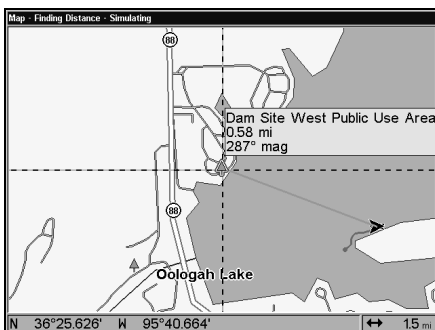 Map - Finding Distance - Simulating
88
Dam Site West Public Use Area
0.58 mi
287° mag
88
Oologah Lake
N 36°25.626' W 95°40.664' ↔ 1.5 mi